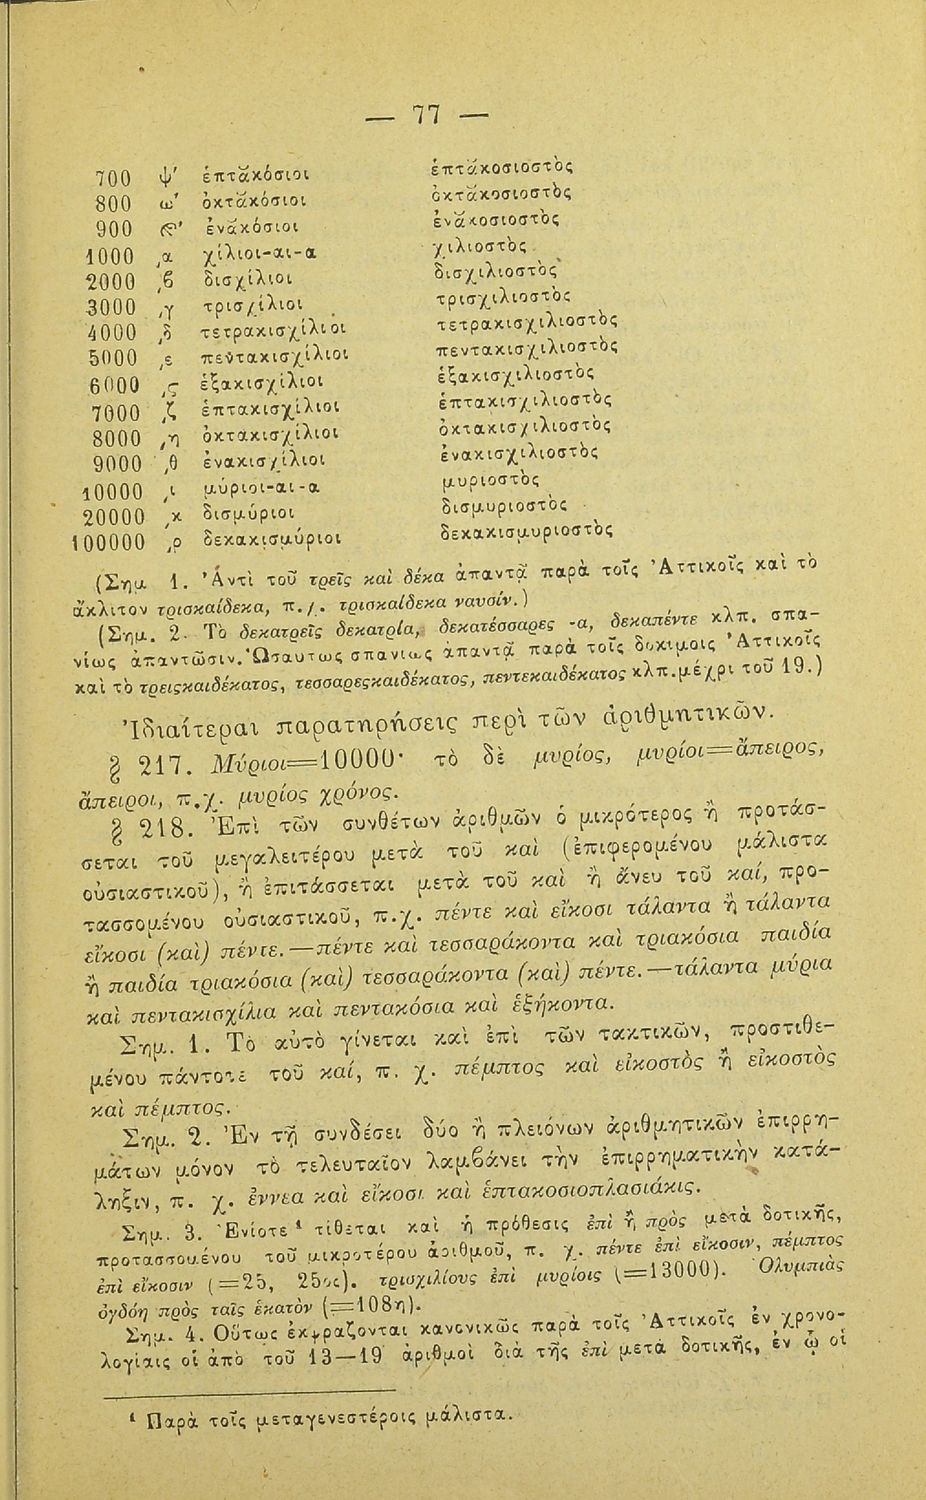 — 77 —
700 ψ′ ἑπτᾰκόσιοι ἑπτᾰκοσιοστὸς
800 ω′ ὀκτᾰκόσιοι ὀκτᾰκοσιοστὸς
900 ϡ′ ἐνᾰκόσιοι ἐνᾰκοσιοστὸς
1000 ͵α χίλιοι-αι-α χιλιοστὸς
2000 ͵ϐ δισχίλιοι δισχιλιοστὸς
3000 ͵γ τρισχίλιοι τρισχιλιοστὸς
4000 ͵δ τετρακισχίλιοι τετρακισχιλιοστὸς
5000 ͵ε πεντακισχίλιοι πεντακισχιλιοστὸς
6000 ͵ϛ ἑξακισχίλιοι ἑξακισχιλιοστὸς
7000 ͵ζ ἑπτακισχίλιοι ἑπτακισχιλιοστὸς
8000 ͵η ὀκτακισχίλιοι ὀκτακισχιλιοστὸς
9000 ͵θ ἐνακισχίλιοι ἐνακισχιλιοστὸς
10000 ͵ι μύριοι-αι-α μυριοστὸς
20000 ͵κ δισμύριοι δισμυριοστὸς
100000 ͵ρ δεκακισμύριοι δεκακισμυριοστὸς
(Σημ. 1. Ἀντὶ τοῦ τρεῖς καὶ δέκα ἀπαντᾷ παρὰ τοῖς Ἀττικοῖς καὶ τὸ
ἄκλιτον τρισκαίδεκα, π.χ. τρισκαίδεκα ναυσίν.)
(Σημ. 2. Τὸ δεκατρεῖς δεκατρία, δεκατέσσαρες -α, δεκαπέντε κλπ. σπα-
νίως ἀπαντῶσιν. Ὡσαύτως σπανίως ἀπαντᾷ παρὰ τοῖς δοκίμοις Ἀττικοῖς
καὶ τὸ τρειςκαιδέκατος, τεσσαρεςκαιδέκατος, πεντεκαιδέκατος κλπ. μέχρι τοῦ 19.)
Ἰδιαίτεραι παρατηρήσεις περὶ τῶν ἀριθμητικῶν.
§ 217. Μύριοι=10000· τὸ δὲ μυρίος, μυρίοι=ἄπειρος,
ἄπειροι, π.χ. μυρίος χρόνος.
§ 218. Ἐπὶ τῶν συνθέτων ἀριθμῶν ὁ μικρότερος ἢ προτάσ-
σεται τοῦ μεγαλειτέρου μετὰ τοῦ καὶ (ἐπιφερομένου μάλιστα
οὐσιαστικοῦ), ἢ ἐπιτάσσεται μετὰ τοῦ καὶ ἢ ἄνευ τοῦ καί, προ-
τασσομένου οὐσιαστικοῦ, π.χ. πέντε καὶ εἴκοσι τάλαντα ἢ τάλαντα
εἴκοσι (καὶ) πέντε.—πέντε καὶ τεσσαράκοντα καὶ τριακόσια παιδία
ἢ παιδία τριακόσια (καὶ) τεσσαράκοντα (καὶ) πέντε.—τάλαντα μύρια
καὶ πεντακισχίλια καὶ πεντακόσια καὶ ἑξήκοντα.
Σημ. 1. Τὸ αὐτὸ γίνεται καὶ ἐπὶ τῶν τακτικῶν, προστιθε-
μένου πάντοτε τοῦ καί, π. χ. πέμπτος καὶ εἰκοστὸς ἢ εἰκοστὸς
καὶ πέμπτος.
Σημ. 2. Ἐν τῇ συνδέσει δύο ἢ πλειόνων ἀριθμητικῶν ἐπιρρη-
μάτων μόνον τὸ τελευταῖον λαμϐάνει τὴν ἐπιρρηματικὴν κατά-
ληξιν, π. χ. ἐννεα καὶ εἴκοσι καὶ ἑπτακοσιοπλασιάκις.
Σημ. 3. Ἐνίοτε ¹ τίθεται καὶ ἡ πρόθεσις ἐπὶ ἢ πρὸς μετὰ δοτικῆς,
προτασσομένου τοῦ μικροτέρου ἀριθμοῦ, π. χ. πέντε ἐπὶ εἴκοσιν, πέμπτος
ἐπὶ εἴκοσιν (=25, 25ος). τρισχιλίους ἐπὶ μυρίοις (=13000). Ὀλυμπιὰς
ὀγδόη πρὸς ταῖς ἑκατὸν (=108η).
Σημ. 4. Οὕτως ἐκφράζονται κανονικῶς παρὰ τοῖς Ἀττικοῖς ἐν χρονο-
λογίαις οἱ ἀπὸ τοῦ 13—19 ἀριθμοὶ διὰ τῆς ἐπὶ μετὰ δοτικῆς, ἐν ᾧ οἱ
¹ Παρὰ τοῖς μεταγενεστέροις μάλιστα.